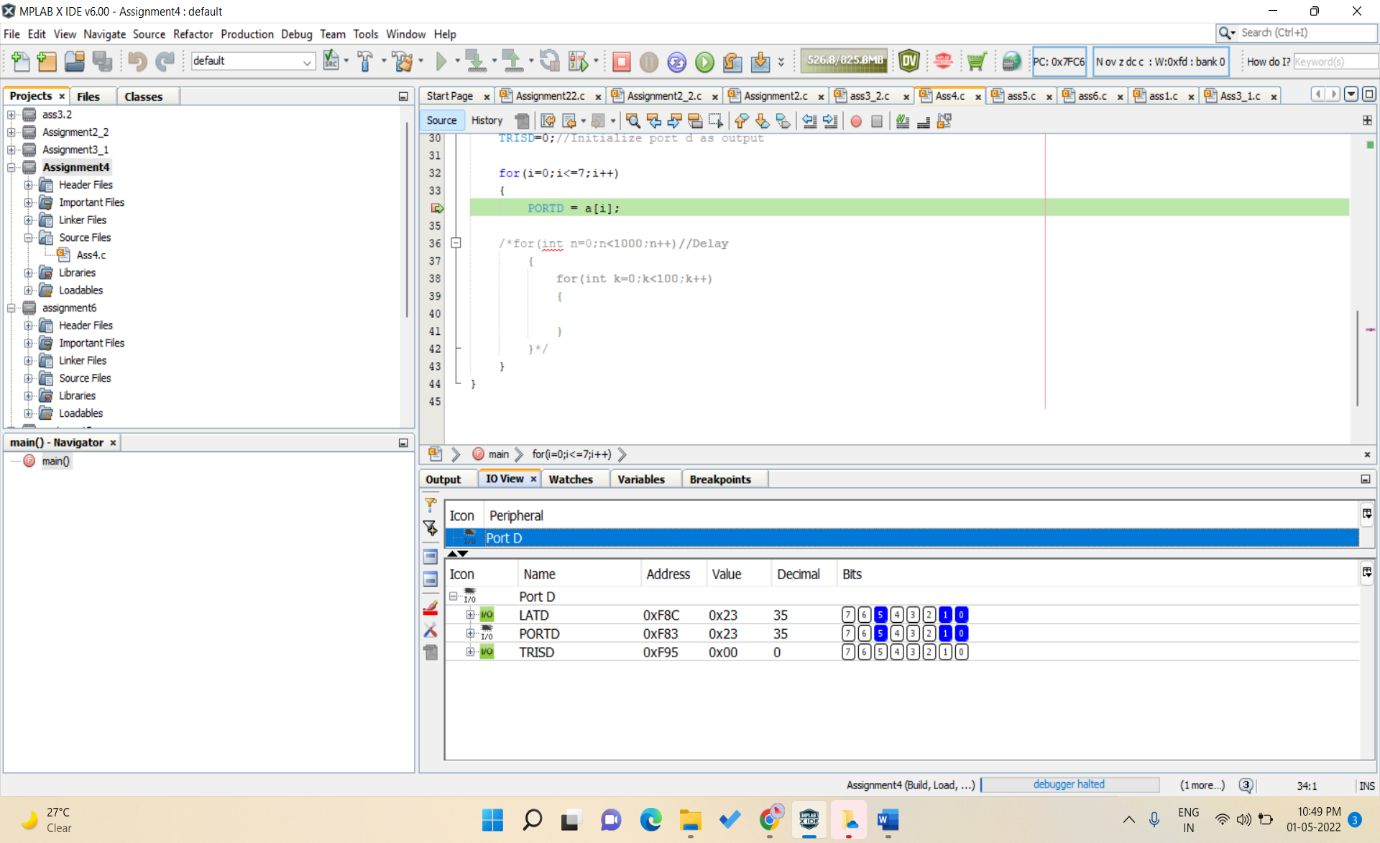 MPLAB X IDE v6.00 - Assignment4 : default
File Edit View Navigate Source Refactor Production Debug Team Tools Window Help
Search (Ctrl+I)
default
526.8/825.8MB
PC: 0x7FC6
N ov z dc c : W:0xfd : bank 0
How do I? Keyword(s)
Projects Files Classes
ass3.2
Assignment2_2
Assignment3_1
Assignment4
Header Files
Important Files
Linker Files
Source Files
Ass4.c
Libraries
Loadables
assignment6
Header Files
Important Files
Linker Files
Source Files
Libraries
Loadables
main() - Navigator
main()
Start Page Assignment22.c Assignment2_2.c Assignment2.c ass3_2.c Ass4.c ass5.c ass6.c ass1.c Ass3_1.c
Source History
30 TRISD=0;//Initialize port d as output
31
32 for(i=0;i<=7;i++)
33 {
PORTD = a[i];
35
36 /*for(int n=0;n<1000;n++)//Delay
37 {
38 for(int k=0;k<100;k++)
39 {
40
41 }
42 }*/
43 }
44 }
45
main for(i=0;i<=7;i++)
Output IO View Watches Variables Breakpoints
Icon Peripheral
Port D
Icon Name Address Value Decimal Bits
Port D
LATD 0xF8C 0x23 35 7 6 5 4 3 2 1 0
PORTD 0xF83 0x23 35 7 6 5 4 3 2 1 0
TRISD 0xF95 0x00 0 7 6 5 4 3 2 1 0
Assignment4 (Build, Load, ...) debugger halted (1 more...) 3 34:1 INS
27°C
Clear
ENG
IN
10:49 PM
01-05-2022
3